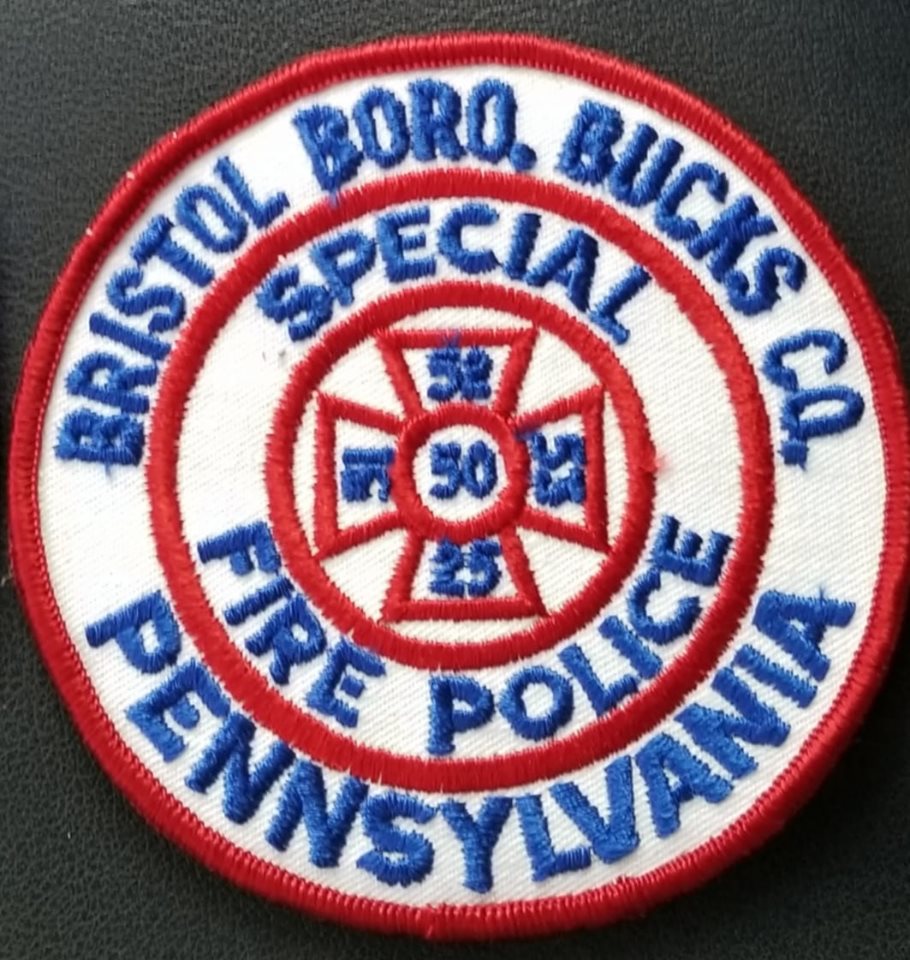 BRISTOL BORO. BUCKS CO.
SPECIAL
52
50
25
FIRE POLICE
PENNSYLVANIA